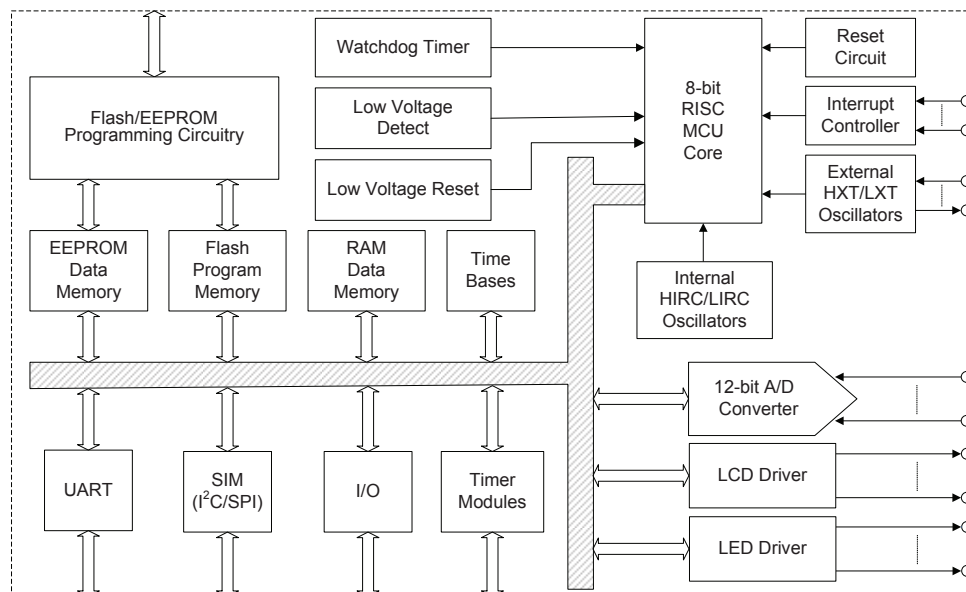 Watchdog Timer
Low Voltage
Detect
Low Voltage Reset
8-bit
RISC
MCU
Core
Reset
Circuit
Interrupt
Controller
External
HXT/LXT
Oscillators
Internal
HIRC/LIRC
Oscillators
Flash/EEPROM
Programming Circuitry
EEPROM
Data
Memory
Flash
Program
Memory
RAM
Data
Memory
Time
Bases
12-bit A/D
Converter
LCD Driver
LED Driver
UART
SIM
(I²C/SPI)
I/O
Timer
Modules